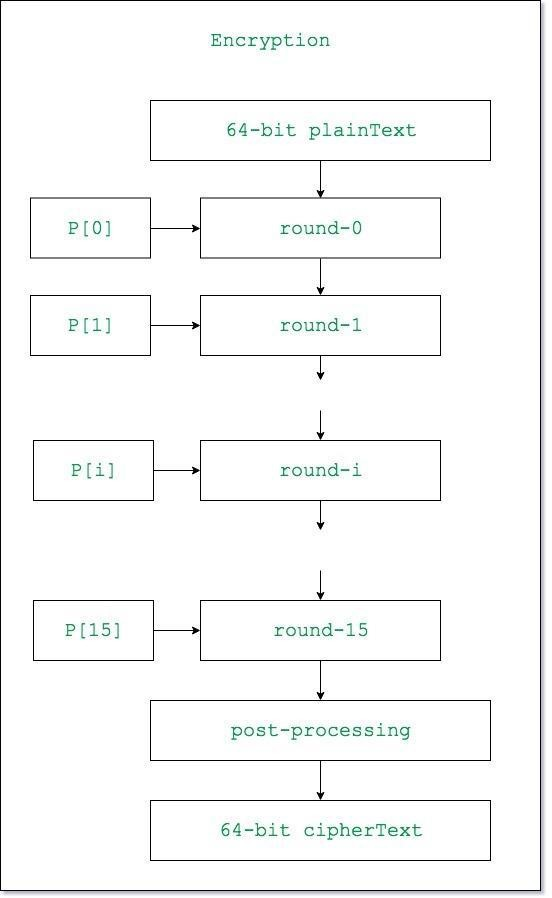 Encryption
64-bit plainText
P[0]
round-0
P[1]
round-1
P[i]
round-i
P[15]
round-15
post-processing
64-bit cipherText